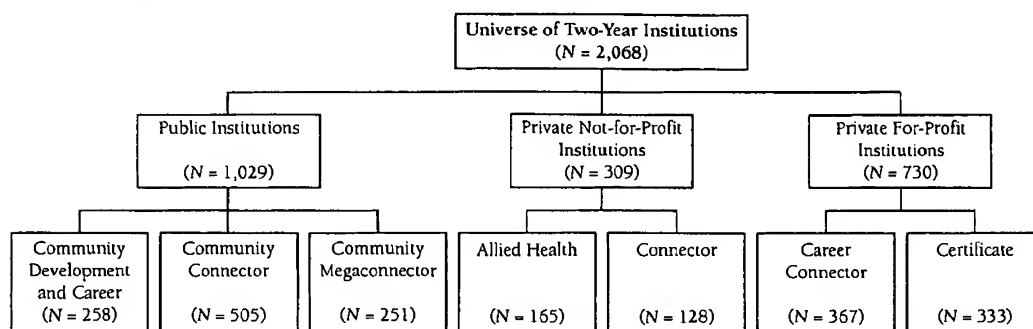 Universe of Two-Year Institutions
(N = 2,068)
Public Institutions
(N = 1,029)
Private Not-for-Profit
Institutions
(N = 309)
Private For-Profit
Institutions
(N = 730)
Community
Development
and Career
(N = 258)
Community
Connector
(N = 505)
Community
Megaconnector
(N = 251)
Allied Health
(N = 165)
Connector
(N = 128)
Career
Connector
(N = 367)
Certificate
(N = 333)